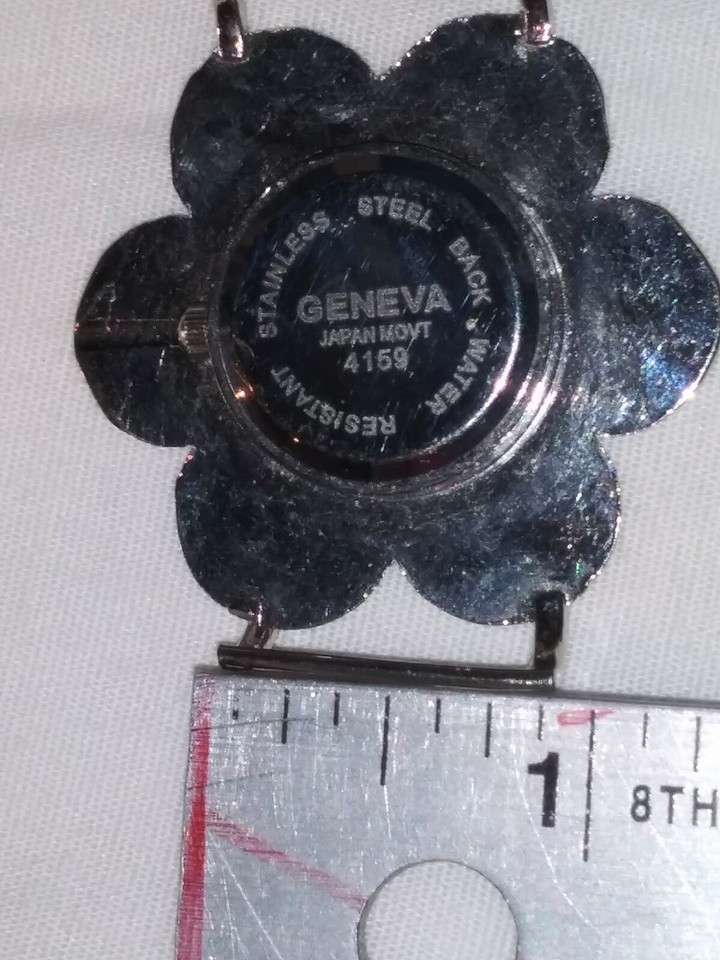 STAINLESS STEEL BACK • WATER RESISTANT
GENEVA
JAPAN MOVT
4159
1
8TH